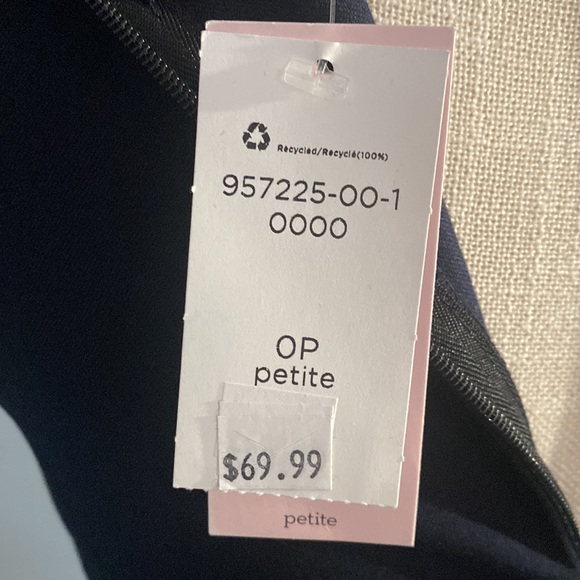 Recycled/Recyclé(100%)
957225-00-1
0000
0P
petite
$69.99
petite